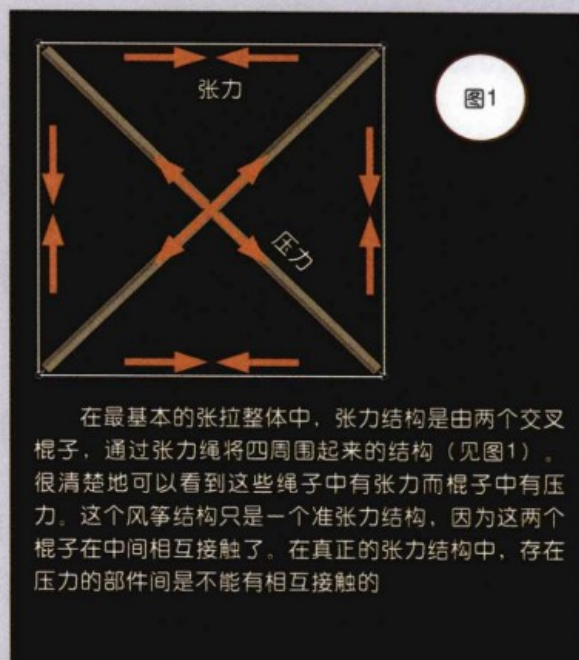 张力
图1
压力
在最基本的张拉整体中，张力结构是由两个交叉
棍子，通过张力绳将四周围起来的结构（见图1）。
很清楚地可以看到这些绳子中有张力而棍子中有压
力。这个风筝结构只是一个准张力结构，因为这两个
棍子在中间相互接触了。在真正的张力结构中，存在
压力的部件间是不能有相互接触的